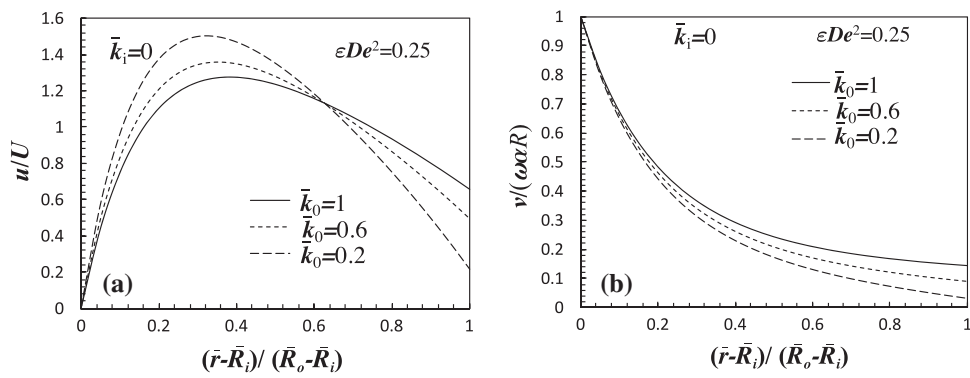 1.6
1.4
1.2
1
0.8
0.6
0.4
0.2
0
u/U
k̄i=0
εDe²=0.25
k̄0=1
k̄0=0.6
k̄0=0.2
(a)
0 0.2 0.4 0.6 0.8 1
(r̄-R̄i)/ (R̄o-R̄i)
1
0.9
0.8
0.7
0.6
0.5
0.4
0.3
0.2
0.1
0
v/(ωαR)
k̄i=0
εDe²=0.25
k̄0=1
k̄0=0.6
k̄0=0.2
(b)
0 0.2 0.4 0.6 0.8 1
(r̄-R̄i)/ (R̄o-R̄i)